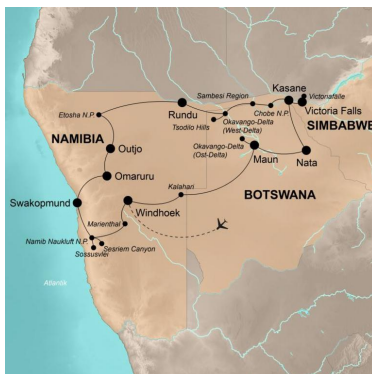 Kasane
Victoriafälle
Sambesi Region
Etosha N.P.
Rundu
Chobe N.P.
Victoria Falls
Okavango-Delta
(West-Delta)
Tsodilo Hills
SIMBABWE
NAMIBIA
Outjo
Okavango-Delta
(Ost-Delta)
Maun
Nata
Omaruru
Kalahari
BOTSWANA
Swakopmund
Windhoek
Marienthal
Namib Naukluft N.P.
Sesriem Canyon
Sossusvlei
Atlantik